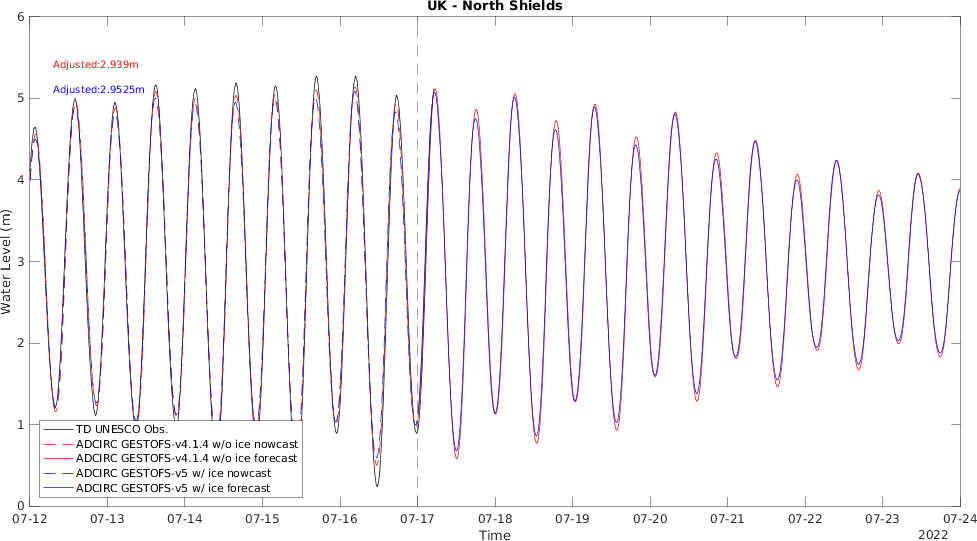 UK - North Shields
6
5
4
3
2
1
0
Water Level (m)
Adjusted:2.939m
Adjusted:2.9525m
TD UNESCO Obs.
ADCIRC GESTOFS-v4.1.4 w/o ice nowcast
ADCIRC GESTOFS-v4.1.4 w/o ice forecast
ADCIRC GESTOFS-v5 w/ ice nowcast
ADCIRC GESTOFS-v5 w/ ice forecast
07-12 07-13 07-14 07-15 07-16 07-17 07-18 07-19 07-20 07-21 07-22 07-23 07-24
Time
2022